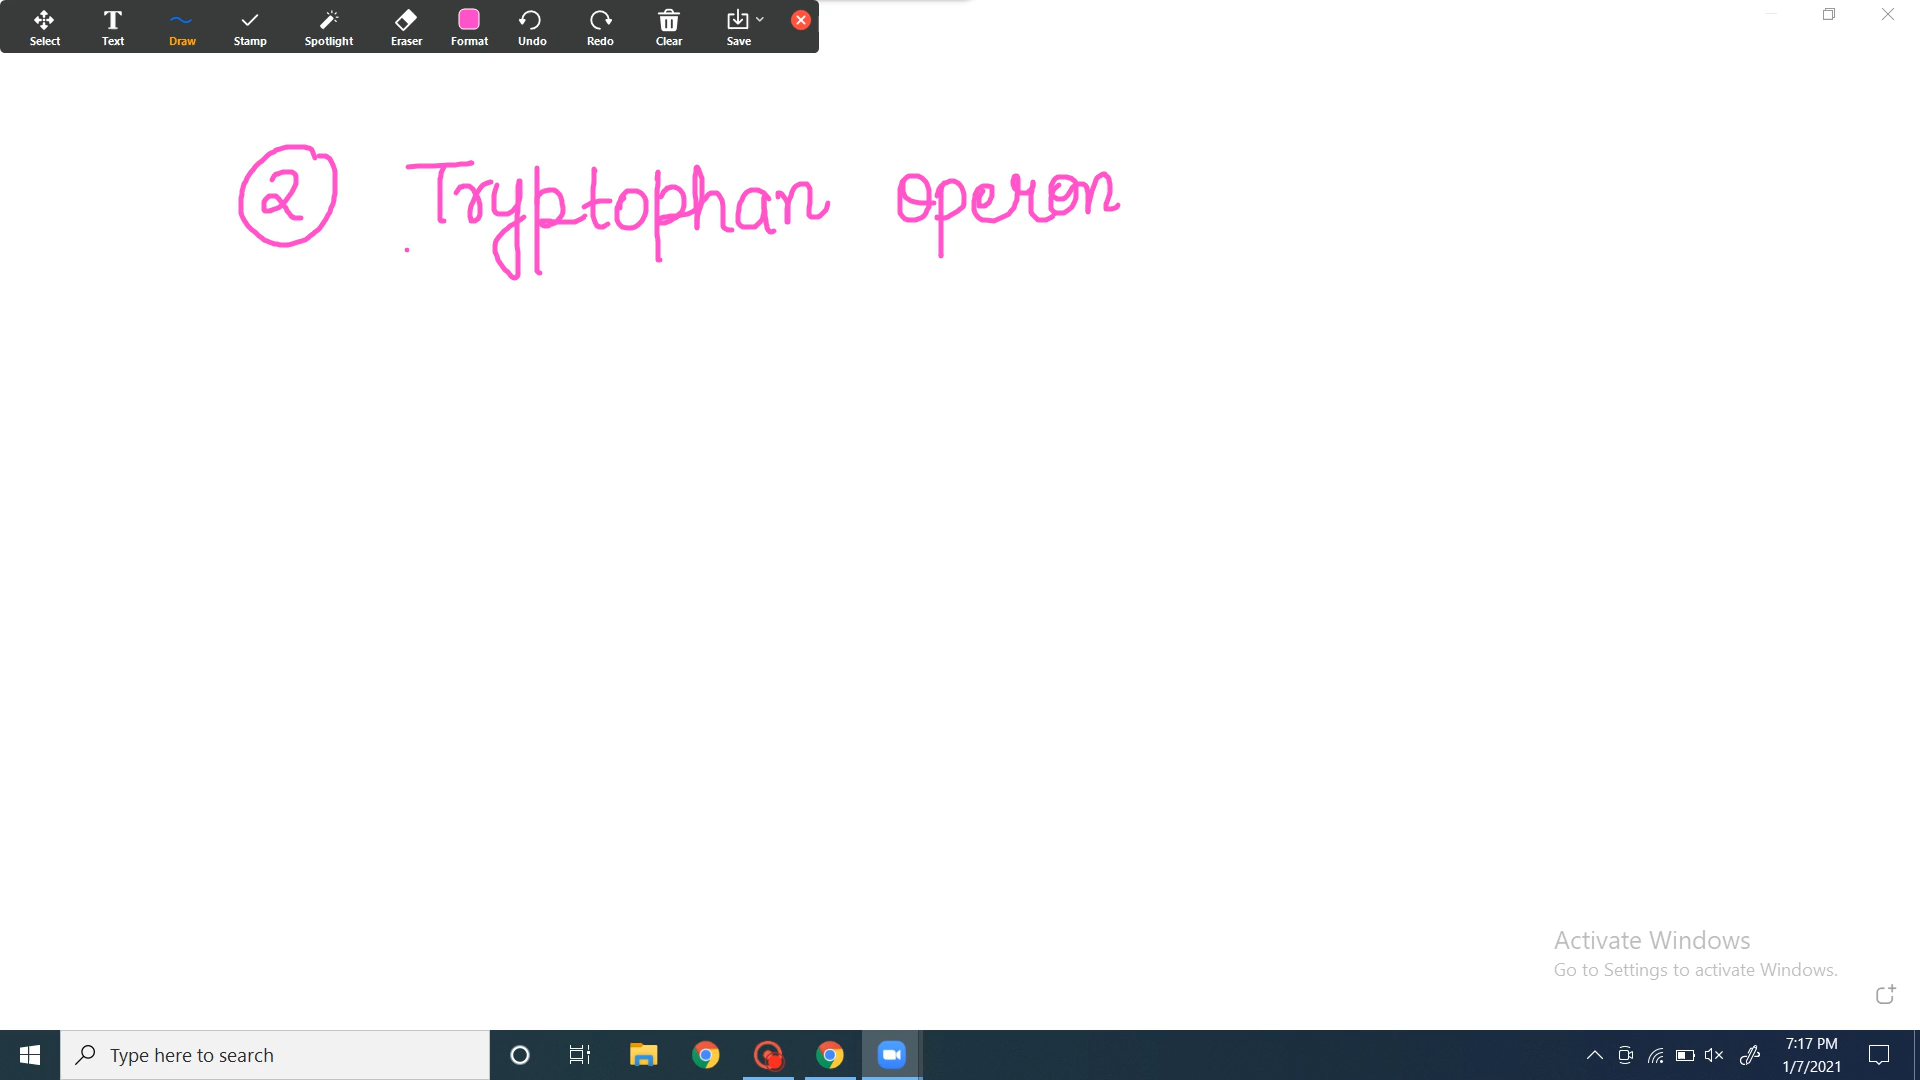 Select Text Draw Stamp Spotlight Eraser Format Undo Redo Clear Save
② Tryptophan operon
Activate Windows
Go to Settings to activate Windows.
Type here to search
7:17 PM
1/7/2021